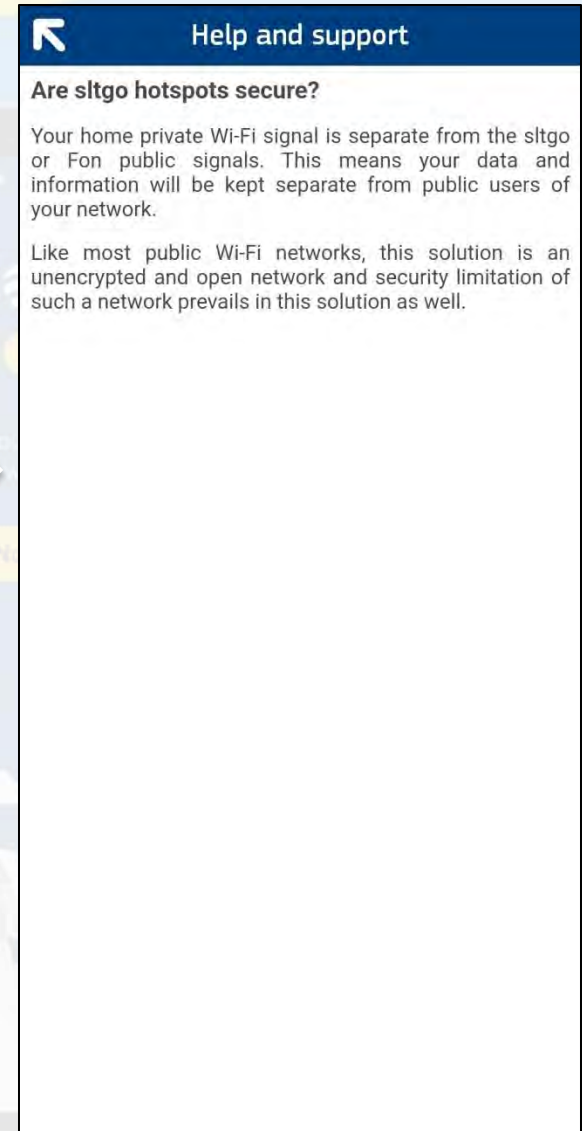 Help and support
Are sltgo hotspots secure?
Your home private Wi-Fi signal is separate from the sltgo
or Fon public signals. This means your data and
information will be kept separate from public users of
your network.
Like most public Wi-Fi networks, this solution is an
unencrypted and open network and security limitation of
such a network prevails in this solution as well.